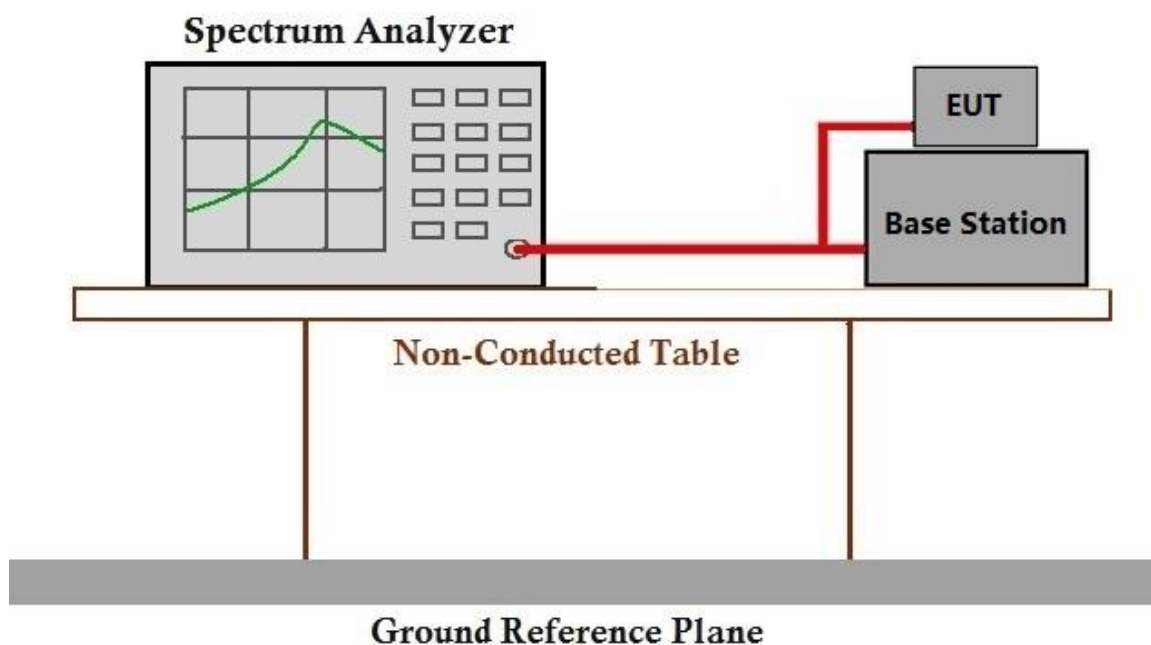 Spectrum Analyzer
EUT
Base Station
Non-Conducted Table
Ground Reference Plane